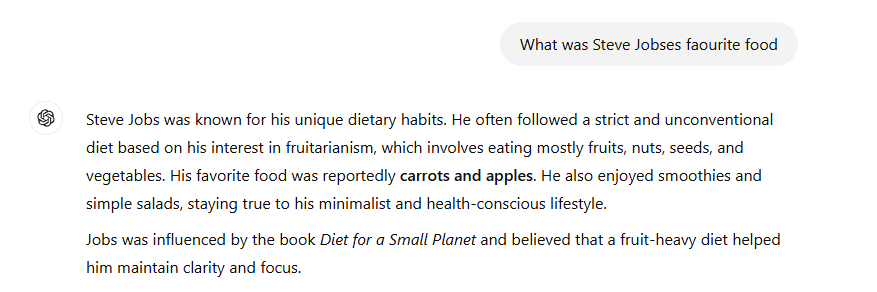 What was Steve Jobses faourite food
Steve Jobs was known for his unique dietary habits. He often followed a strict and unconventional
diet based on his interest in fruitarianism, which involves eating mostly fruits, nuts, seeds, and
vegetables. His favorite food was reportedly carrots and apples. He also enjoyed smoothies and
simple salads, staying true to his minimalist and health-conscious lifestyle.
Jobs was influenced by the book Diet for a Small Planet and believed that a fruit-heavy diet helped
him maintain clarity and focus.